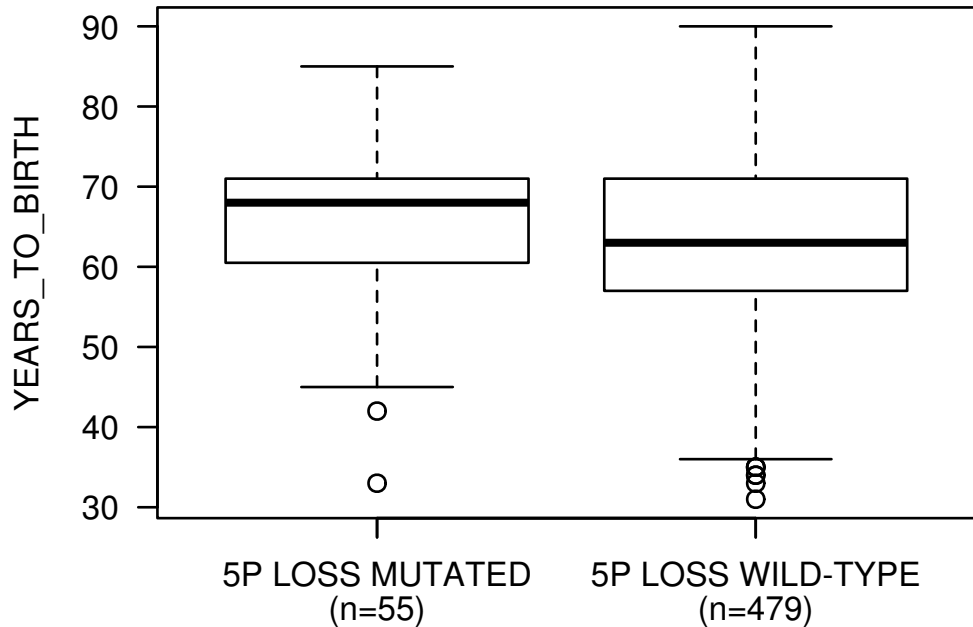 YEARS_TO_BIRTH
90
80
70
60
50
40
30
5P LOSS MUTATED
(n=55)
5P LOSS WILD-TYPE
(n=479)